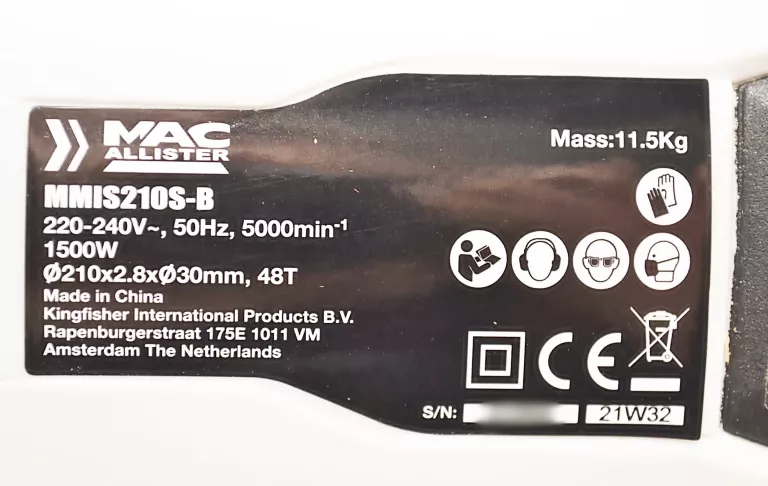 MAC
ALLISTER
Mass:11.5Kg
MMIS210S-B
220-240V~, 50Hz, 5000min-1
1500W
Ø210x2.8xØ30mm, 48T
Made in China
Kingfisher International Products B.V.
Rapenburgerstraat 175E 1011 VM
Amsterdam The Netherlands
CE
S/N: 21W32